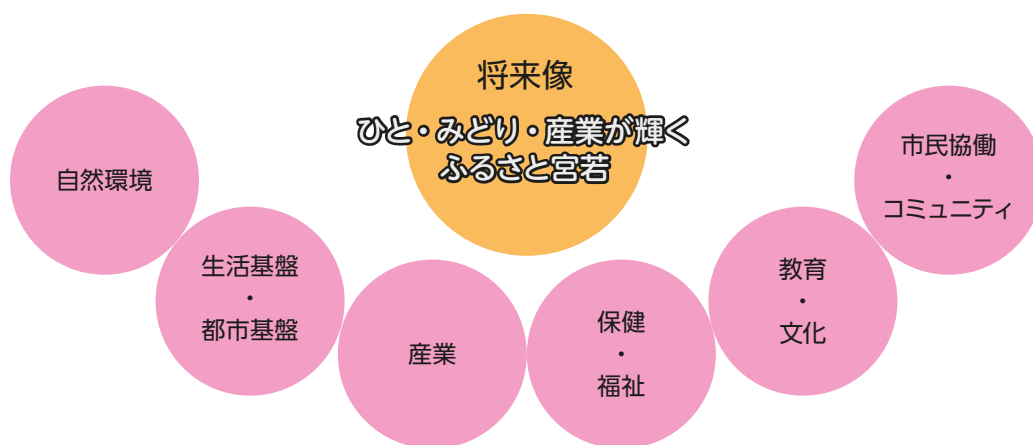 将来像
ひと・みどり・産業が輝く
ふるさと宮若
自然環境
生活基盤
・
都市基盤
産業
保健
・
福祉
教育
・
文化
市民協働
・
コミュニティ